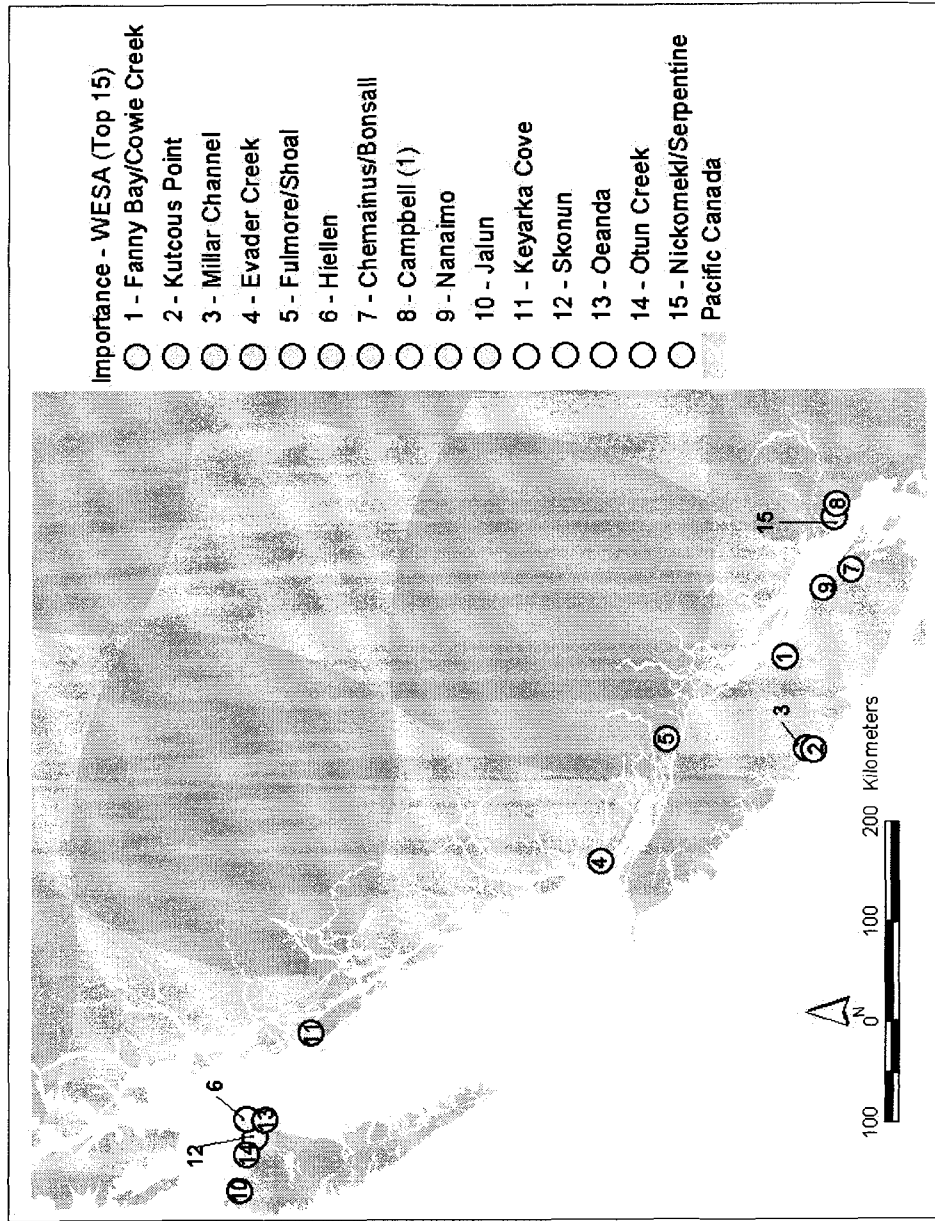 Importance - WESA (Top 15)
1 - Fanny Bay/Cowie Creek
2 - Kutcous Point
3 - Millar Channel
4 - Evader Creek
5 - Fulmore/Shoal
6 - Hiellen
7 - Chemainus/Bonsall
8 - Campbell (1)
9 - Nanaimo
10 - Jalun
11 - Keyarka Cove
12 - Skonun
13 - Oeanda
14 - Otun Creek
15 - Nickomekl/Serpentine
Pacific Canada
10
14
12
6
13
11
4
5
3
2
1
9
7
15
8
N
100 0 100 200 Kilometers